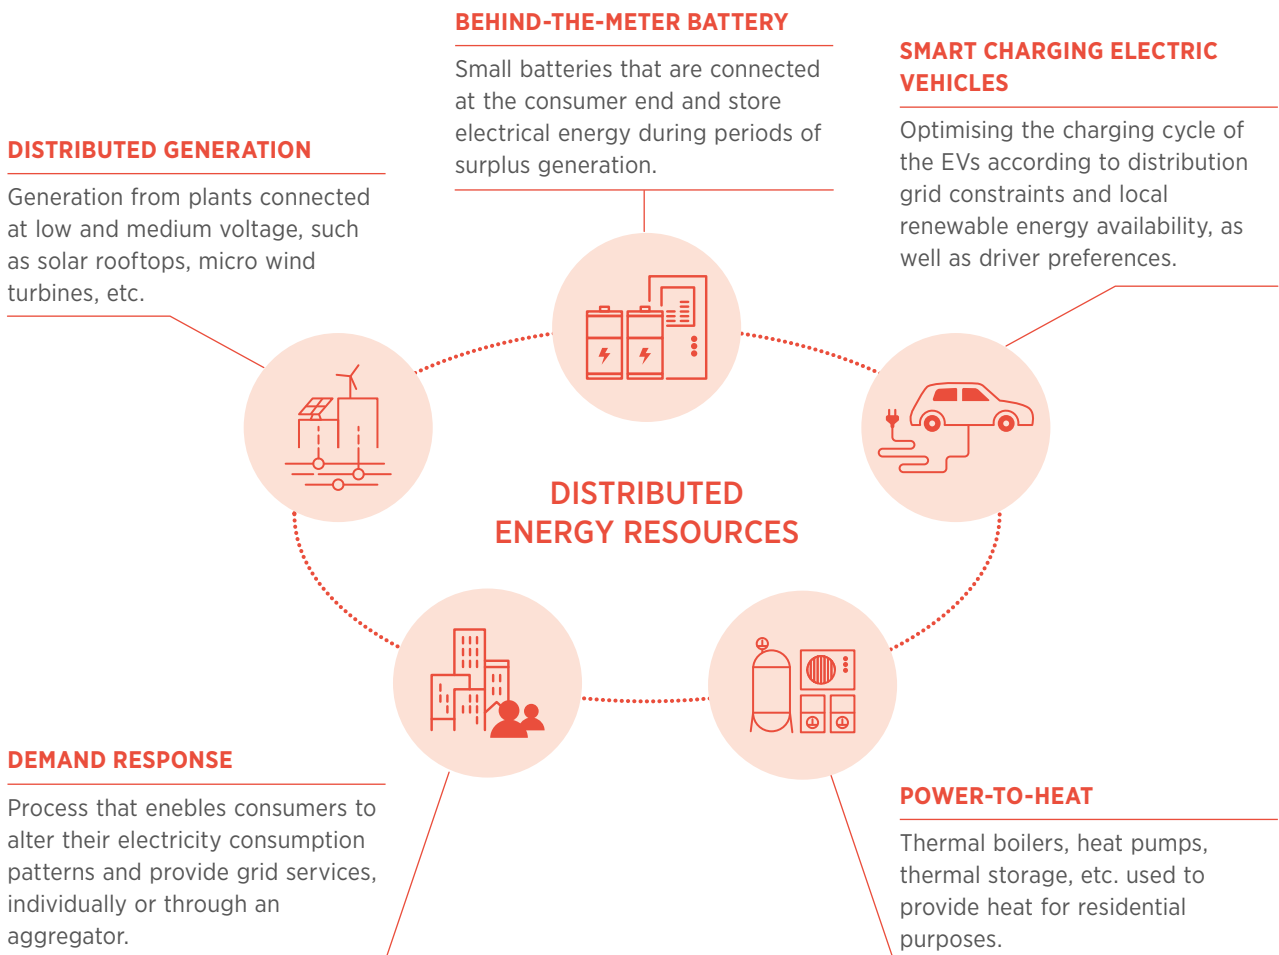 BEHIND-THE-METER BATTERY
Small batteries that are connected
at the consumer end and store
electrical energy during periods of
surplus generation.
SMART CHARGING ELECTRIC
VEHICLES
Optimising the charging cycle of
the EVs according to distribution
grid constraints and local
renewable energy availability, as
well as driver preferences.
DISTRIBUTED GENERATION
Generation from plants connected
at low and medium voltage, such
as solar rooftops, micro wind
turbines, etc.
DISTRIBUTED
ENERGY RESOURCES
DEMAND RESPONSE
Process that enebles consumers to
alter their electricity consumption
patterns and provide grid services,
individually or through an
aggregator.
POWER-TO-HEAT
Thermal boilers, heat pumps,
thermal storage, etc. used to
provide heat for residential
purposes.